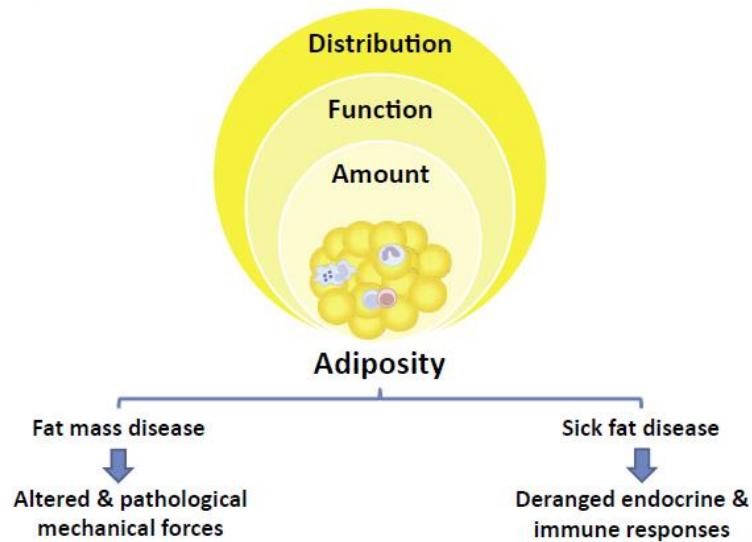 Distribution
Function
Amount
Adiposity
Fat mass disease
Sick fat disease
Altered & pathological
mechanical forces
Deranged endocrine &
immune responses